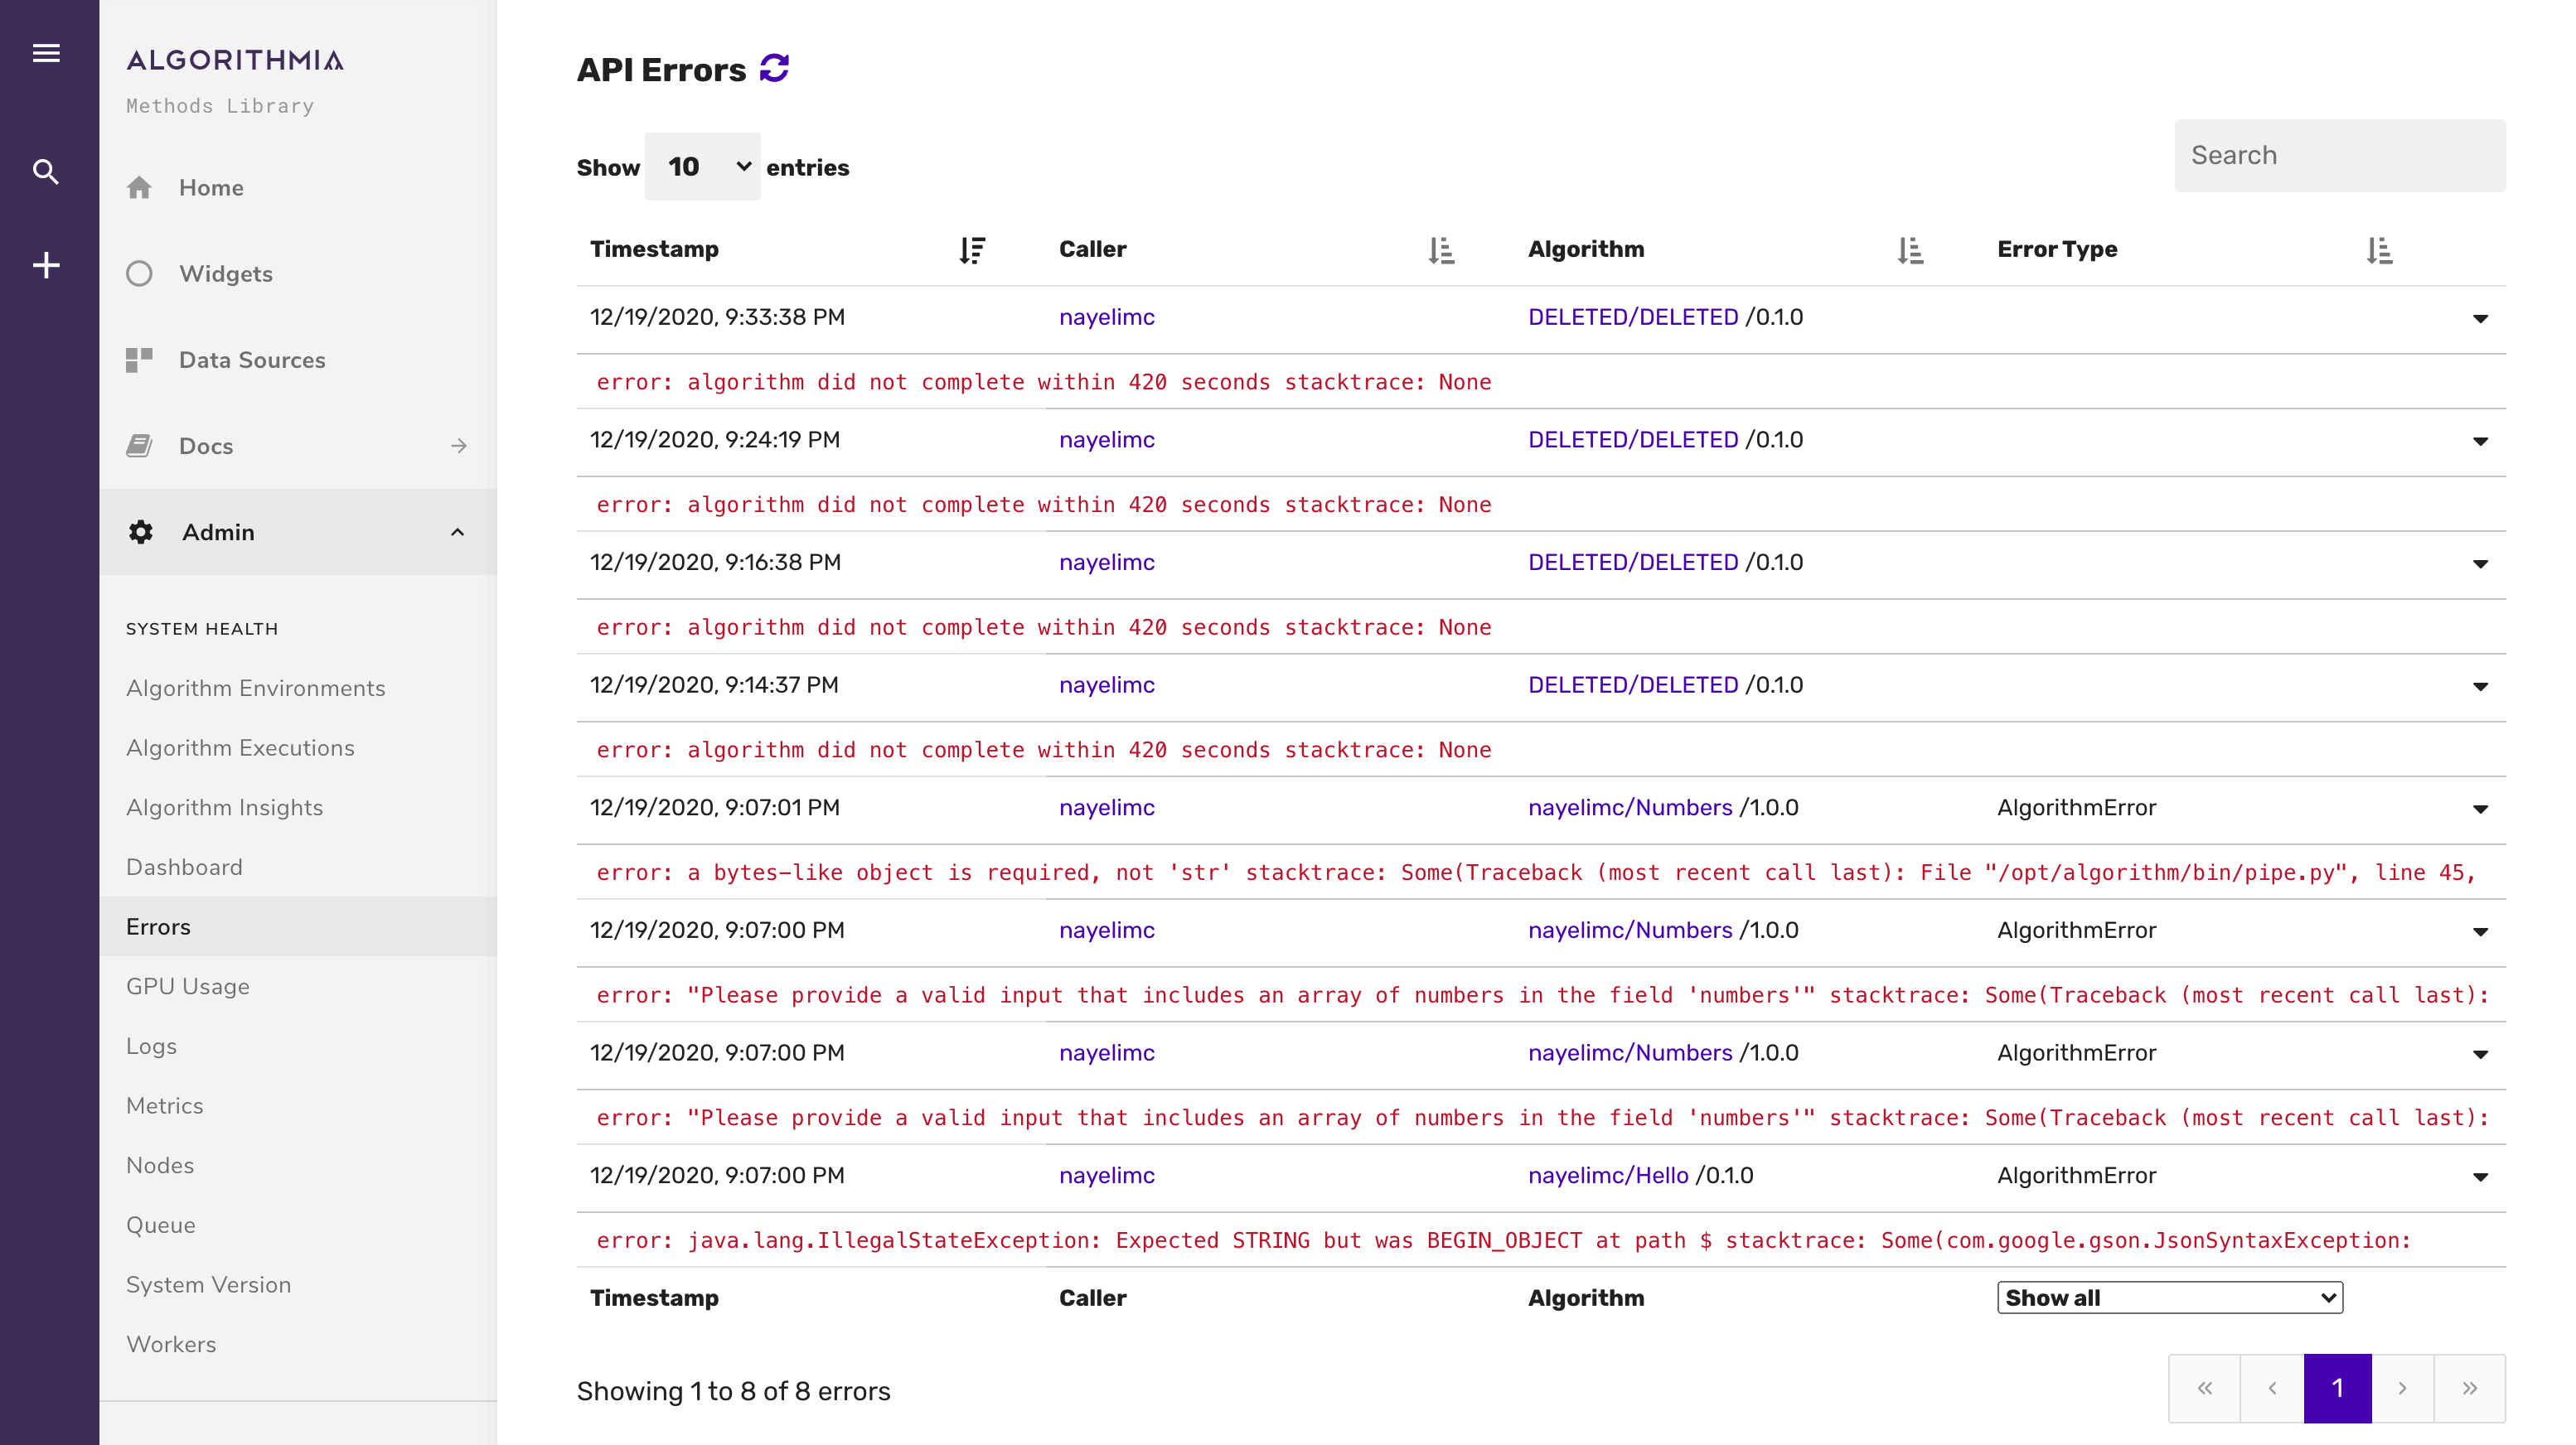 ALGORITHMIA
Methods Library
Home
Widgets
Data Sources
Docs
Admin
SYSTEM HEALTH
Algorithm Environments
Algorithm Executions
Algorithm Insights
Dashboard
Errors
GPU Usage
Logs
Metrics
Nodes
Queue
System Version
Workers
API Errors
Show 10 entries
Search
Timestamp Caller Algorithm Error Type
12/19/2020, 9:33:38 PM nayelimc DELETED/DELETED /0.1.0
error: algorithm did not complete within 420 seconds stacktrace: None
12/19/2020, 9:24:19 PM nayelimc DELETED/DELETED /0.1.0
error: algorithm did not complete within 420 seconds stacktrace: None
12/19/2020, 9:16:38 PM nayelimc DELETED/DELETED /0.1.0
error: algorithm did not complete within 420 seconds stacktrace: None
12/19/2020, 9:14:37 PM nayelimc DELETED/DELETED /0.1.0
error: algorithm did not complete within 420 seconds stacktrace: None
12/19/2020, 9:07:01 PM nayelimc nayelimc/Numbers /1.0.0 AlgorithmError
error: a bytes-like object is required, not 'str' stacktrace: Some(Traceback (most recent call last): File "/opt/algorithm/bin/pipe.py", line 45,
12/19/2020, 9:07:00 PM nayelimc nayelimc/Numbers /1.0.0 AlgorithmError
error: "Please provide a valid input that includes an array of numbers in the field 'numbers'" stacktrace: Some(Traceback (most recent call last):
12/19/2020, 9:07:00 PM nayelimc nayelimc/Numbers /1.0.0 AlgorithmError
error: "Please provide a valid input that includes an array of numbers in the field 'numbers'" stacktrace: Some(Traceback (most recent call last):
12/19/2020, 9:07:00 PM nayelimc nayelimc/Hello /0.1.0 AlgorithmError
error: java.lang.IllegalStateException: Expected STRING but was BEGIN_OBJECT at path $ stacktrace: Some(com.google.gson.JsonSyntaxException:
Timestamp Caller Algorithm Show all
Showing 1 to 8 of 8 errors
« ‹ 1 › »